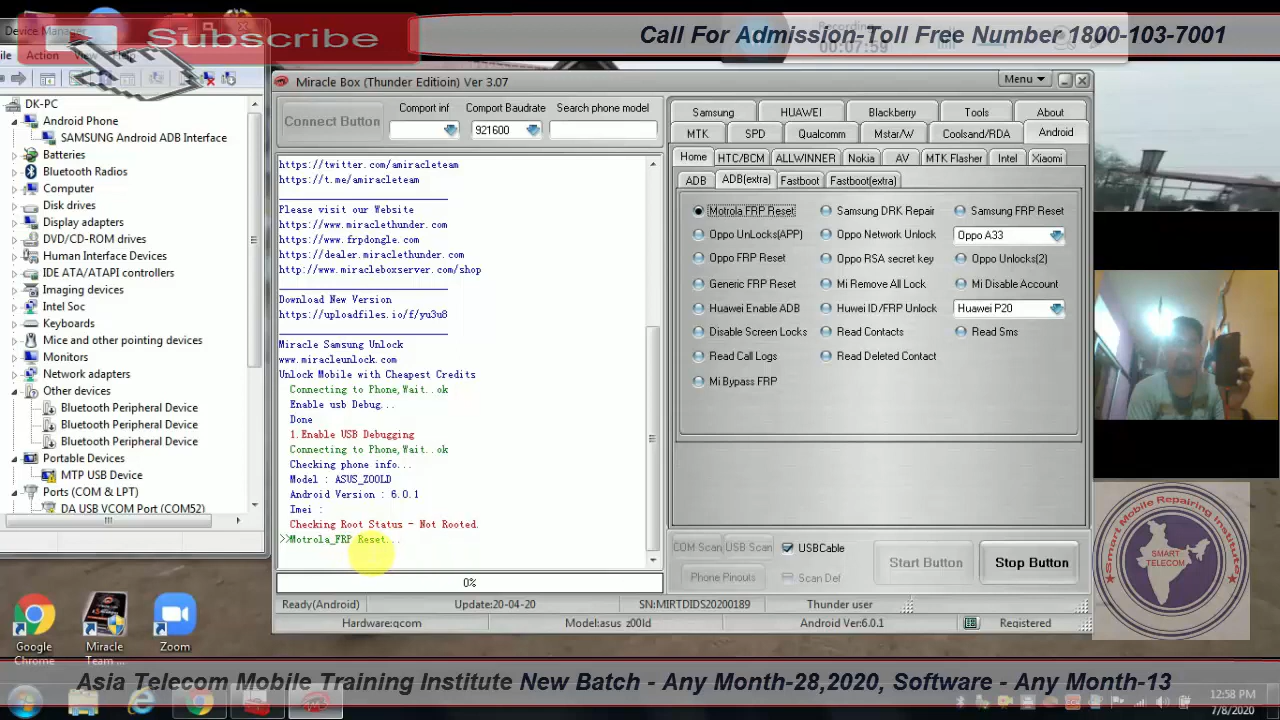 Device Manager
Subscribe
Call For Admission-Toll Free Number 1800-103-7001
Recording
00:07:59
File Action View Help
DK-PC
Android Phone
SAMSUNG Android ADB Interface
Batteries
Bluetooth Radios
Computer
Disk drives
Display adapters
DVD/CD-ROM drives
Human Interface Devices
IDE ATA/ATAPI controllers
Imaging devices
Intel Soc
Keyboards
Mice and other pointing devices
Monitors
Network adapters
Other devices
Bluetooth Peripheral Device
Bluetooth Peripheral Device
Bluetooth Peripheral Device
Portable Devices
MTP USB Device
Ports (COM & LPT)
DA USB VCOM Port (COM52)
Miracle Box (Thunder Editioin) Ver 3.07
Menu
Connect Button
Comport inf
Comport Baudrate
921600
Search phone model
https://twitter.com/amiracleteam
https://t.me/amiracleteam
Please visit our Website
https://www.miraclethunder.com
https://www.frpdongle.com
https://dealer.miraclethunder.com
http://www.miracleboxserver.com/shop
Download New Version
https://uploadfiles.io/f/yu3u8
Miracle Samsung Unlock
www.miracleunlock.com
Unlock Mobile with Cheapest Credits
Connecting to Phone,Wait..ok
Enable usb Debug...
Done
1.Enable USB Debugging
Connecting to Phone,Wait..ok
Checking phone info...
Model : ASUS_Z00LD
Android Version : 6.0.1
Imei :
Checking Root Status - Not Rooted.
>>Motrola_FRP Reset...
0%
Samsung HUAWEI Blackberry Tools About
MTK SPD Qualcomm Mstar/W Coolsand/RDA Android
Home HTC/BCM ALLWINNER Nokia AV MTK Flasher Intel Xiaomi
ADB ADB(extra) Fastboot Fastboot(extra)
Motrola FRP Reset Samsung DRK Repair Samsung FRP Reset
Oppo UnLocks(APP) Oppo Network Unlock Oppo A33
Oppo FRP Reset Oppo RSA secret key Oppo Unlocks(2)
Generic FRP Reset Mi Remove All Lock Mi Disable Account
Huawei Enable ADB Huwei ID/FRP Unlock Huawei P20
Disable Screen Locks Read Contacts Read Sms
Read Call Logs Read Deleted Contact
Mi Bypass FRP
COM Scan USB Scan USBCable
Phone Pinouts Scan Def
Start Button Stop Button
Ready(Android) Update:20-04-20 SN:MIRTDIDS20200189 Thunder user
Hardware:qcom Model:asus_z00ld Android Ver:6.0.1 Registered
Smart Mobile Repairing Institute
SMART TELECOM
Google Chrome
Miracle Team ...
Zoom
Asia Telecom Mobile Training Institute New Batch - Any Month-28,2020, Software - Any Month-13
12:58 PM
7/8/2020